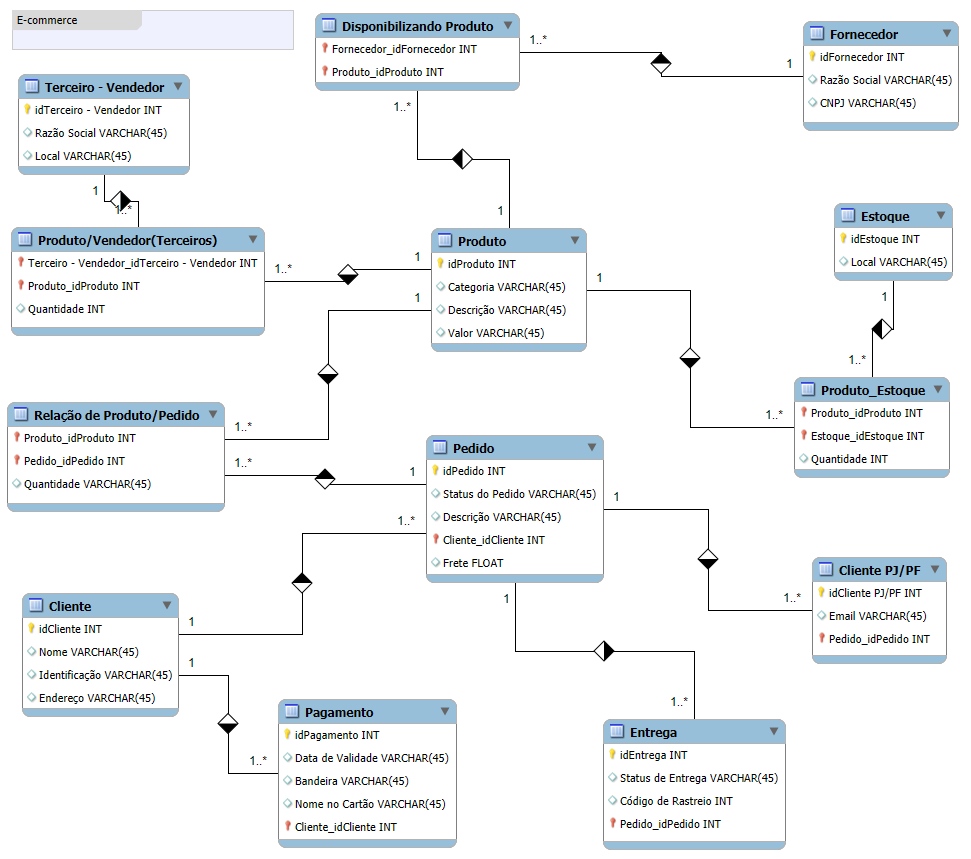 E-commerce
Disponibilizando Produto
Fornecedor_idFornecedor INT
Produto_idProduto INT
1..*
1..*
1
Fornecedor
idFornecedor INT
Razão Social VARCHAR(45)
CNPJ VARCHAR(45)
1
Terceiro - Vendedor
idTerceiro - Vendedor INT
Razão Social VARCHAR(45)
Local VARCHAR(45)
1
1..*
Produto/Vendedor(Terceiros)
Terceiro - Vendedor_idTerceiro - Vendedor INT
Produto_idProduto INT
Quantidade INT
1..*
1
1
Produto
idProduto INT
Categoria VARCHAR(45)
Descrição VARCHAR(45)
Valor VARCHAR(45)
1
Estoque
idEstoque INT
Local VARCHAR(45)
1
1..*
1..*
Produto_Estoque
Produto_idProduto INT
Estoque_idEstoque INT
Quantidade INT
Relação de Produto/Pedido
Produto_idProduto INT
Pedido_idPedido INT
Quantidade VARCHAR(45)
1..*
1..*
1
1..*
Pedido
idPedido INT
Status do Pedido VARCHAR(45)
Descrição VARCHAR(45)
Cliente_idCliente INT
Frete FLOAT
1
1
1..*
Cliente PJ/PF
idCliente PJ/PF INT
Email VARCHAR(45)
Pedido_idPedido INT
Cliente
idCliente INT
Nome VARCHAR(45)
Identificação VARCHAR(45)
Endereço VARCHAR(45)
1
1
1..*
Pagamento
idPagamento INT
Data de Validade VARCHAR(45)
Bandeira VARCHAR(45)
Nome no Cartão VARCHAR(45)
Cliente_idCliente INT
1..*
Entrega
idEntrega INT
Status de Entrega VARCHAR(45)
Código de Rastreio INT
Pedido_idPedido INT